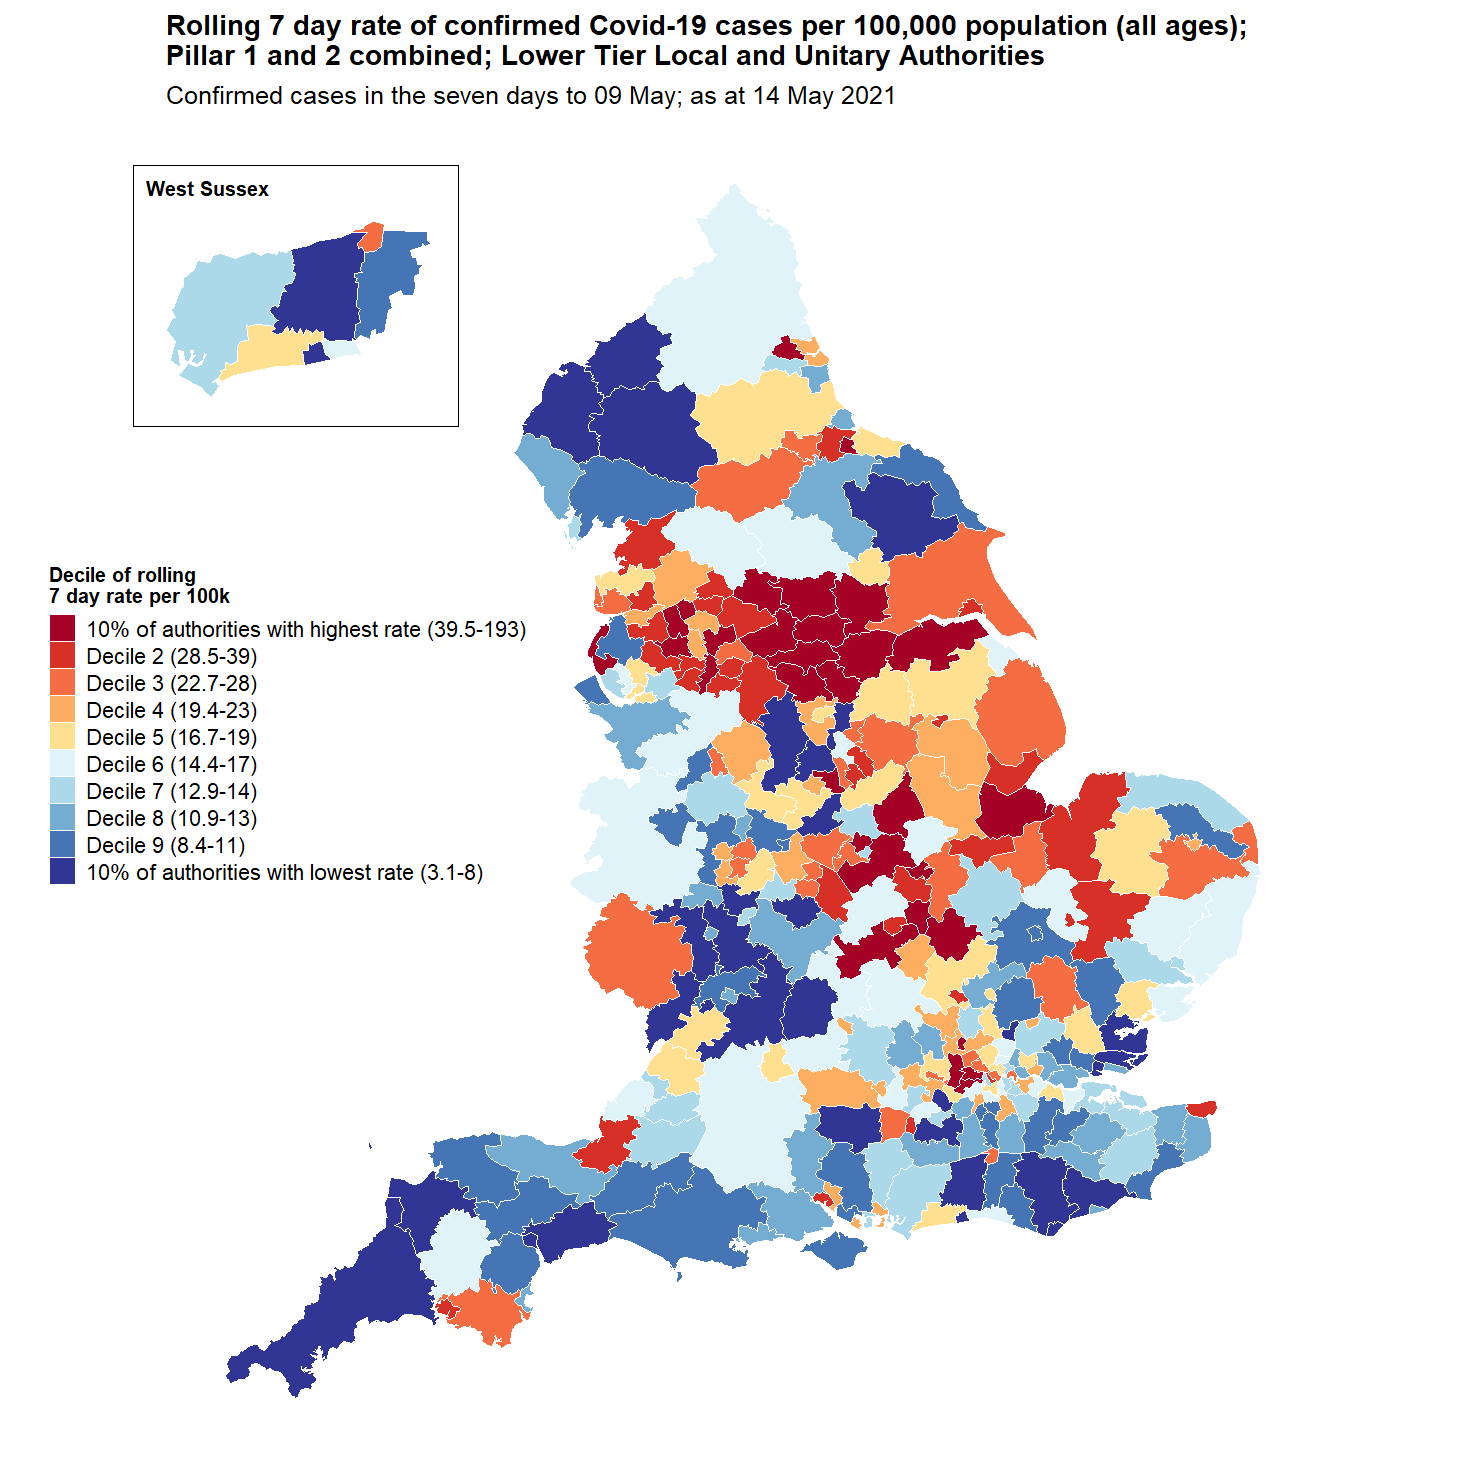 Rolling 7 day rate of confirmed Covid-19 cases per 100,000 population (all ages);
Pillar 1 and 2 combined; Lower Tier Local and Unitary Authorities
Confirmed cases in the seven days to 09 May; as at 14 May 2021
West Sussex
Decile of rolling
7 day rate per 100k
10% of authorities with highest rate (39.5-193)
Decile 2 (28.5-39)
Decile 3 (22.7-28)
Decile 4 (19.4-23)
Decile 5 (16.7-19)
Decile 6 (14.4-17)
Decile 7 (12.9-14)
Decile 8 (10.9-13)
Decile 9 (8.4-11)
10% of authorities with lowest rate (3.1-8)